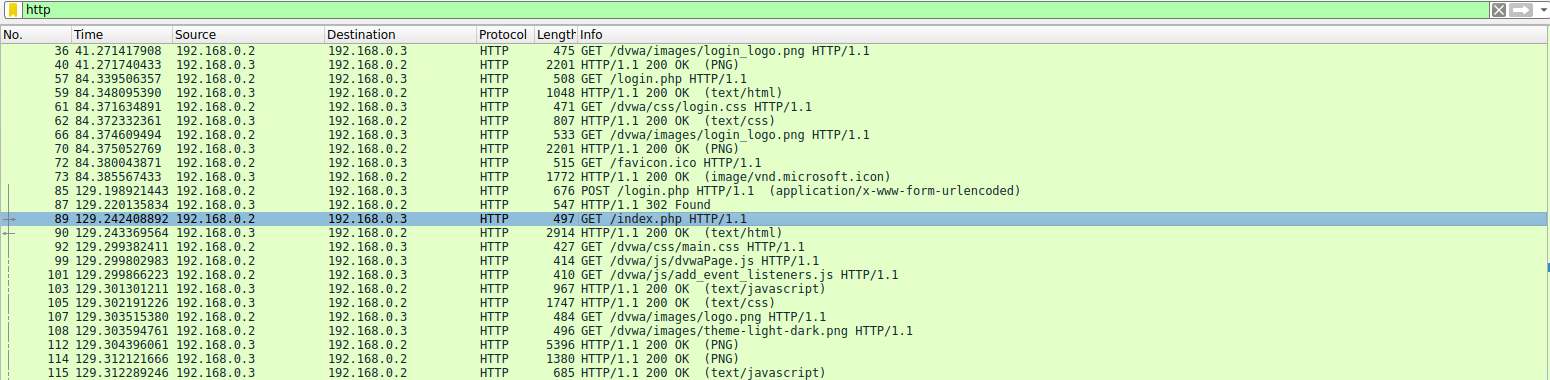 http
No. Time Source Destination Protocol Length Info
36 41.271417908 192.168.0.2 192.168.0.3 HTTP 475 GET /dvwa/images/login_logo.png HTTP/1.1
40 41.271740433 192.168.0.3 192.168.0.2 HTTP 2201 HTTP/1.1 200 OK (PNG)
57 84.339506357 192.168.0.2 192.168.0.3 HTTP 508 GET /login.php HTTP/1.1
59 84.348095390 192.168.0.3 192.168.0.2 HTTP 1048 HTTP/1.1 200 OK (text/html)
61 84.371634891 192.168.0.2 192.168.0.3 HTTP 471 GET /dvwa/css/login.css HTTP/1.1
62 84.372332361 192.168.0.3 192.168.0.2 HTTP 807 HTTP/1.1 200 OK (text/css)
66 84.374609494 192.168.0.2 192.168.0.3 HTTP 533 GET /dvwa/images/login_logo.png HTTP/1.1
70 84.375052769 192.168.0.3 192.168.0.2 HTTP 2201 HTTP/1.1 200 OK (PNG)
72 84.380043871 192.168.0.2 192.168.0.3 HTTP 515 GET /favicon.ico HTTP/1.1
73 84.385567433 192.168.0.3 192.168.0.2 HTTP 1772 HTTP/1.1 200 OK (image/vnd.microsoft.icon)
85 129.198921443 192.168.0.2 192.168.0.3 HTTP 676 POST /login.php HTTP/1.1 (application/x-www-form-urlencoded)
87 129.220135834 192.168.0.3 192.168.0.2 HTTP 547 HTTP/1.1 302 Found
89 129.242408892 192.168.0.2 192.168.0.3 HTTP 497 GET /index.php HTTP/1.1
90 129.243369564 192.168.0.3 192.168.0.2 HTTP 2914 HTTP/1.1 200 OK (text/html)
92 129.299382411 192.168.0.2 192.168.0.3 HTTP 427 GET /dvwa/css/main.css HTTP/1.1
99 129.299802983 192.168.0.2 192.168.0.3 HTTP 414 GET /dvwa/js/dvwaPage.js HTTP/1.1
101 129.299866223 192.168.0.2 192.168.0.3 HTTP 410 GET /dvwa/js/add_event_listeners.js HTTP/1.1
103 129.301301211 192.168.0.3 192.168.0.2 HTTP 967 HTTP/1.1 200 OK (text/javascript)
105 129.302191226 192.168.0.3 192.168.0.2 HTTP 1747 HTTP/1.1 200 OK (text/css)
107 129.303515380 192.168.0.2 192.168.0.3 HTTP 484 GET /dvwa/images/logo.png HTTP/1.1
108 129.303594761 192.168.0.2 192.168.0.3 HTTP 496 GET /dvwa/images/theme-light-dark.png HTTP/1.1
112 129.304396061 192.168.0.3 192.168.0.2 HTTP 5396 HTTP/1.1 200 OK (PNG)
114 129.312121666 192.168.0.3 192.168.0.2 HTTP 1380 HTTP/1.1 200 OK (PNG)
115 129.312289246 192.168.0.3 192.168.0.2 HTTP 685 HTTP/1.1 200 OK (text/javascript)